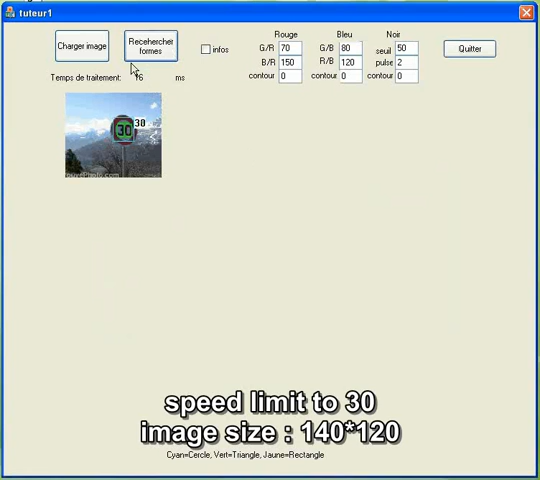 tuteur1
Charger image
Recehercher
formes
infos
Rouge
Bleu
Noir
G/R 70
G/B 80
seuil 50
B/R 150
R/B 120
pulse 2
contour 0
contour 0
contour 0
Quitter
Temps de traitement: 16 ms
30
30
speed limit to 30
image size : 140*120
Cyan=Cercle, Vert=Triangle, Jaune=Rectangle